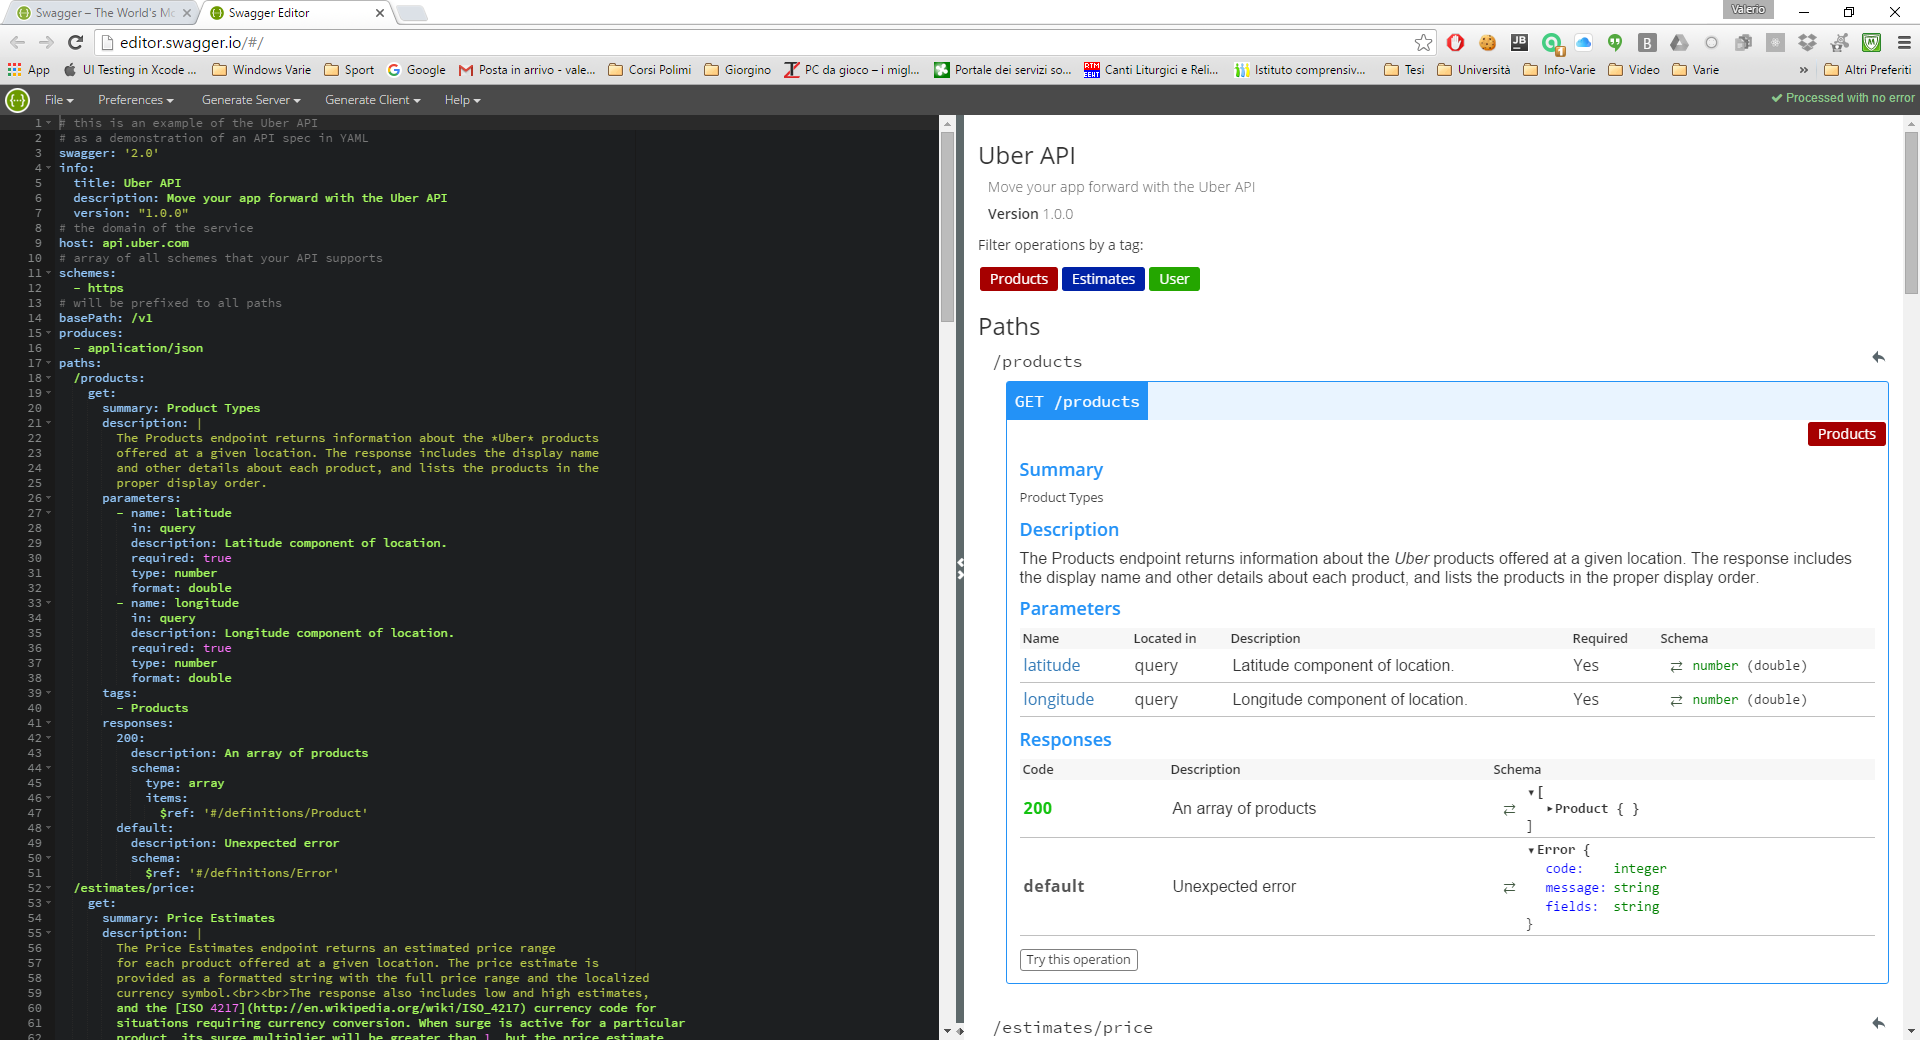 Swagger – The World's Mo
Swagger Editor
Valerio
editor.swagger.io/#/
App
UI Testing in Xcode ...
Windows Varie
Sport
Google
Posta in arrivo - vale...
Corsi Polimi
Giorgino
PC da gioco – i migl...
Portale dei servizi so...
Canti Liturgici e Reli...
Istituto comprensiv...
Tesi
Università
Info-Varie
Video
Varie
»
Altri Preferiti
File
Preferences
Generate Server
Generate Client
Help
Processed with no error
1 # this is an example of the Uber API
2 # as a demonstration of an API spec in YAML
3 swagger: '2.0'
4 info:
5 title: Uber API
6 description: Move your app forward with the Uber API
7 version: "1.0.0"
8 # the domain of the service
9 host: api.uber.com
10 # array of all schemes that your API supports
11 schemes:
12 - https
13 # will be prefixed to all paths
14 basePath: /v1
15 produces:
16 - application/json
17 paths:
18 /products:
19 get:
20 summary: Product Types
21 description: |
22 The Products endpoint returns information about the *Uber* products
23 offered at a given location. The response includes the display name
24 and other details about each product, and lists the products in the
25 proper display order.
26 parameters:
27 - name: latitude
28 in: query
29 description: Latitude component of location.
30 required: true
31 type: number
32 format: double
33 - name: longitude
34 in: query
35 description: Longitude component of location.
36 required: true
37 type: number
38 format: double
39 tags:
40 - Products
41 responses:
42 200:
43 description: An array of products
44 schema:
45 type: array
46 items:
47 $ref: '#/definitions/Product'
48 default:
49 description: Unexpected error
50 schema:
51 $ref: '#/definitions/Error'
52 /estimates/price:
53 get:
54 summary: Price Estimates
55 description: |
56 The Price Estimates endpoint returns an estimated price range
57 for each product offered at a given location. The price estimate is
58 provided as a formatted string with the full price range and the localized
59 currency symbol.<br><br>The response also includes low and high estimates,
60 and the [ISO 4217](http://en.wikipedia.org/wiki/ISO_4217) currency code for
61 situations requiring currency conversion. When surge is active for a particular
62 product, its surge_multiplier will be greater than 1, but the price estimate
Uber API
Move your app forward with the Uber API
Version 1.0.0
Filter operations by a tag:
Products Estimates User
Paths
/products
GET /products
Products
Summary
Product Types
Description
The Products endpoint returns information about the Uber products offered at a given location. The response includes
the display name and other details about each product, and lists the products in the proper display order.
Parameters
Name Located in Description Required Schema
latitude query Latitude component of location. Yes ⇄ number (double)
longitude query Longitude component of location. Yes ⇄ number (double)
Responses
Code Description Schema
200 An array of products ⇄ ▾[
▸Product { }
]
default Unexpected error ⇄ ▾Error {
code: integer
message: string
fields: string
}
Try this operation
/estimates/price